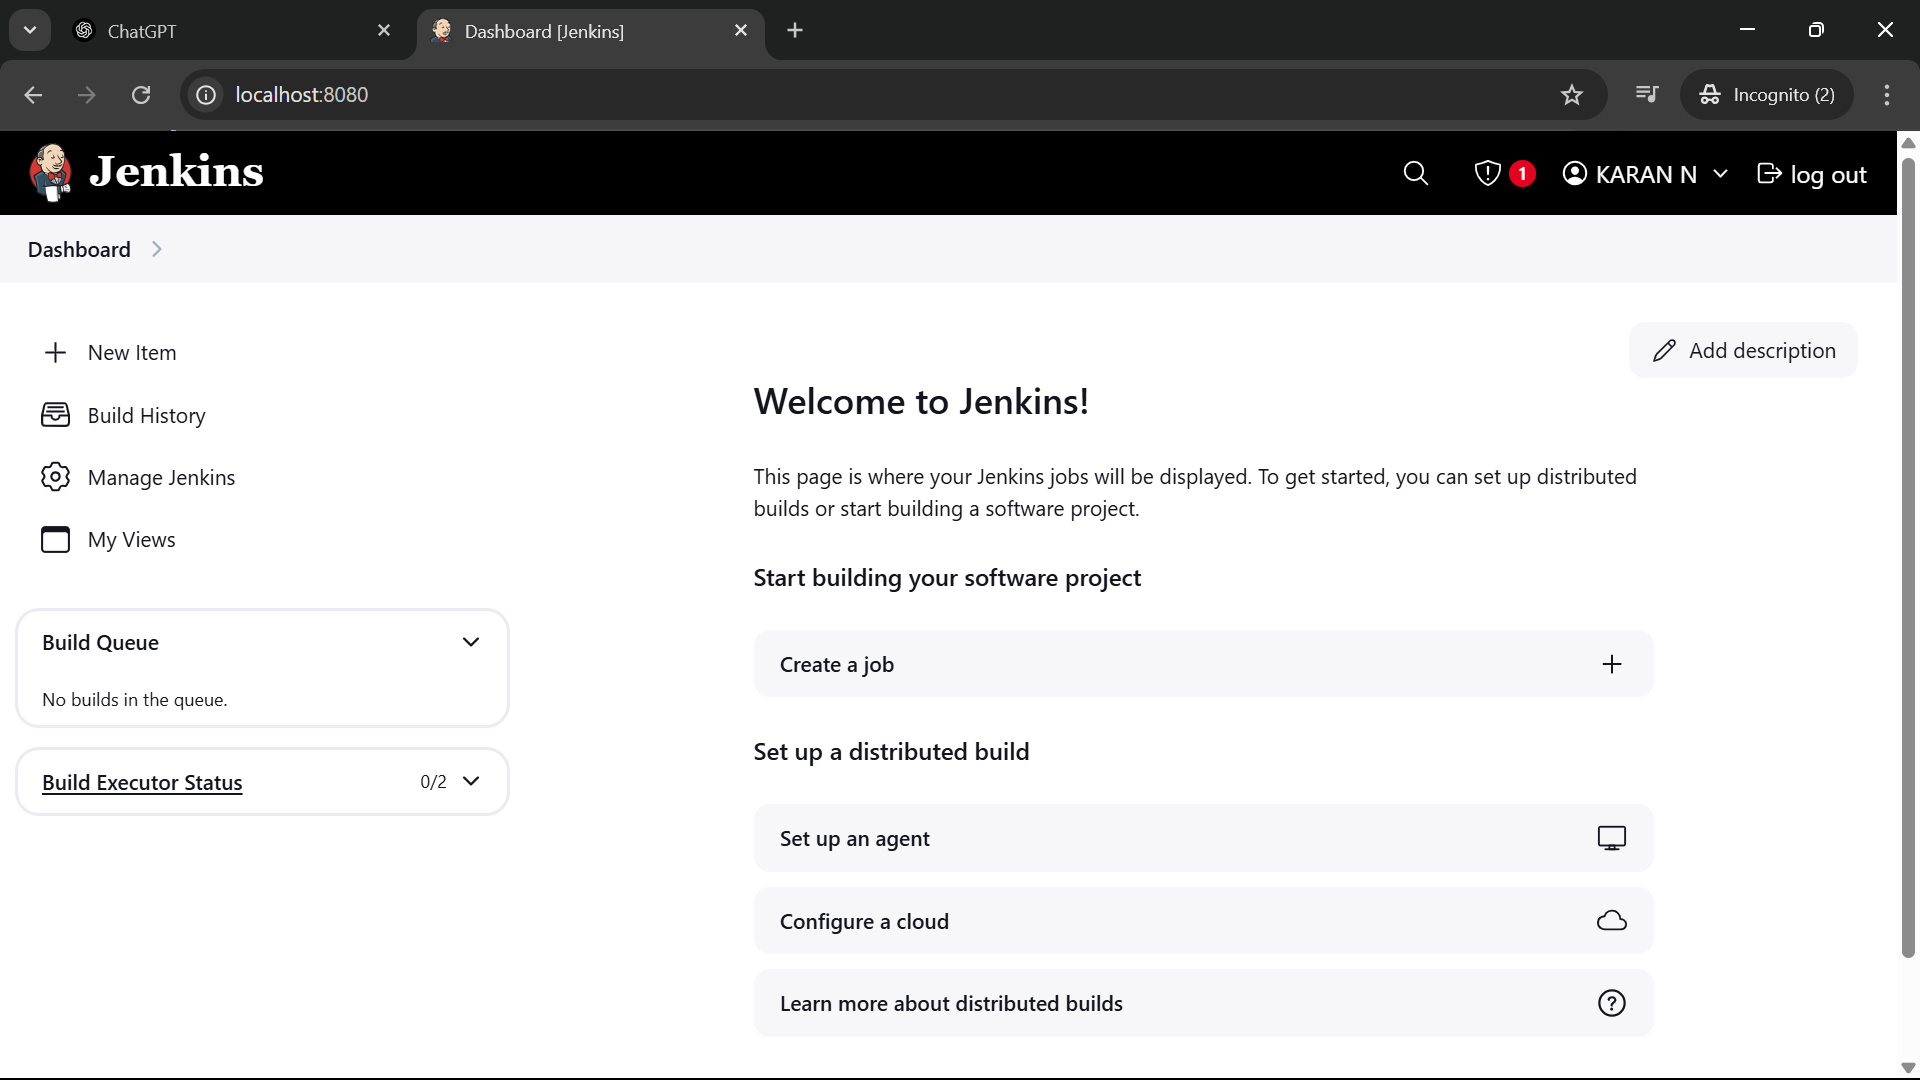 ChatGPT
Dashboard [Jenkins]
localhost:8080
Incognito (2)
Jenkins
1
KARAN N
log out
Dashboard
New Item
Build History
Manage Jenkins
My Views
Build Queue
No builds in the queue.
Build Executor Status
0/2
Add description
Welcome to Jenkins!
This page is where your Jenkins jobs will be displayed. To get started, you can set up distributed
builds or start building a software project.
Start building your software project
Create a job
Set up a distributed build
Set up an agent
Configure a cloud
Learn more about distributed builds